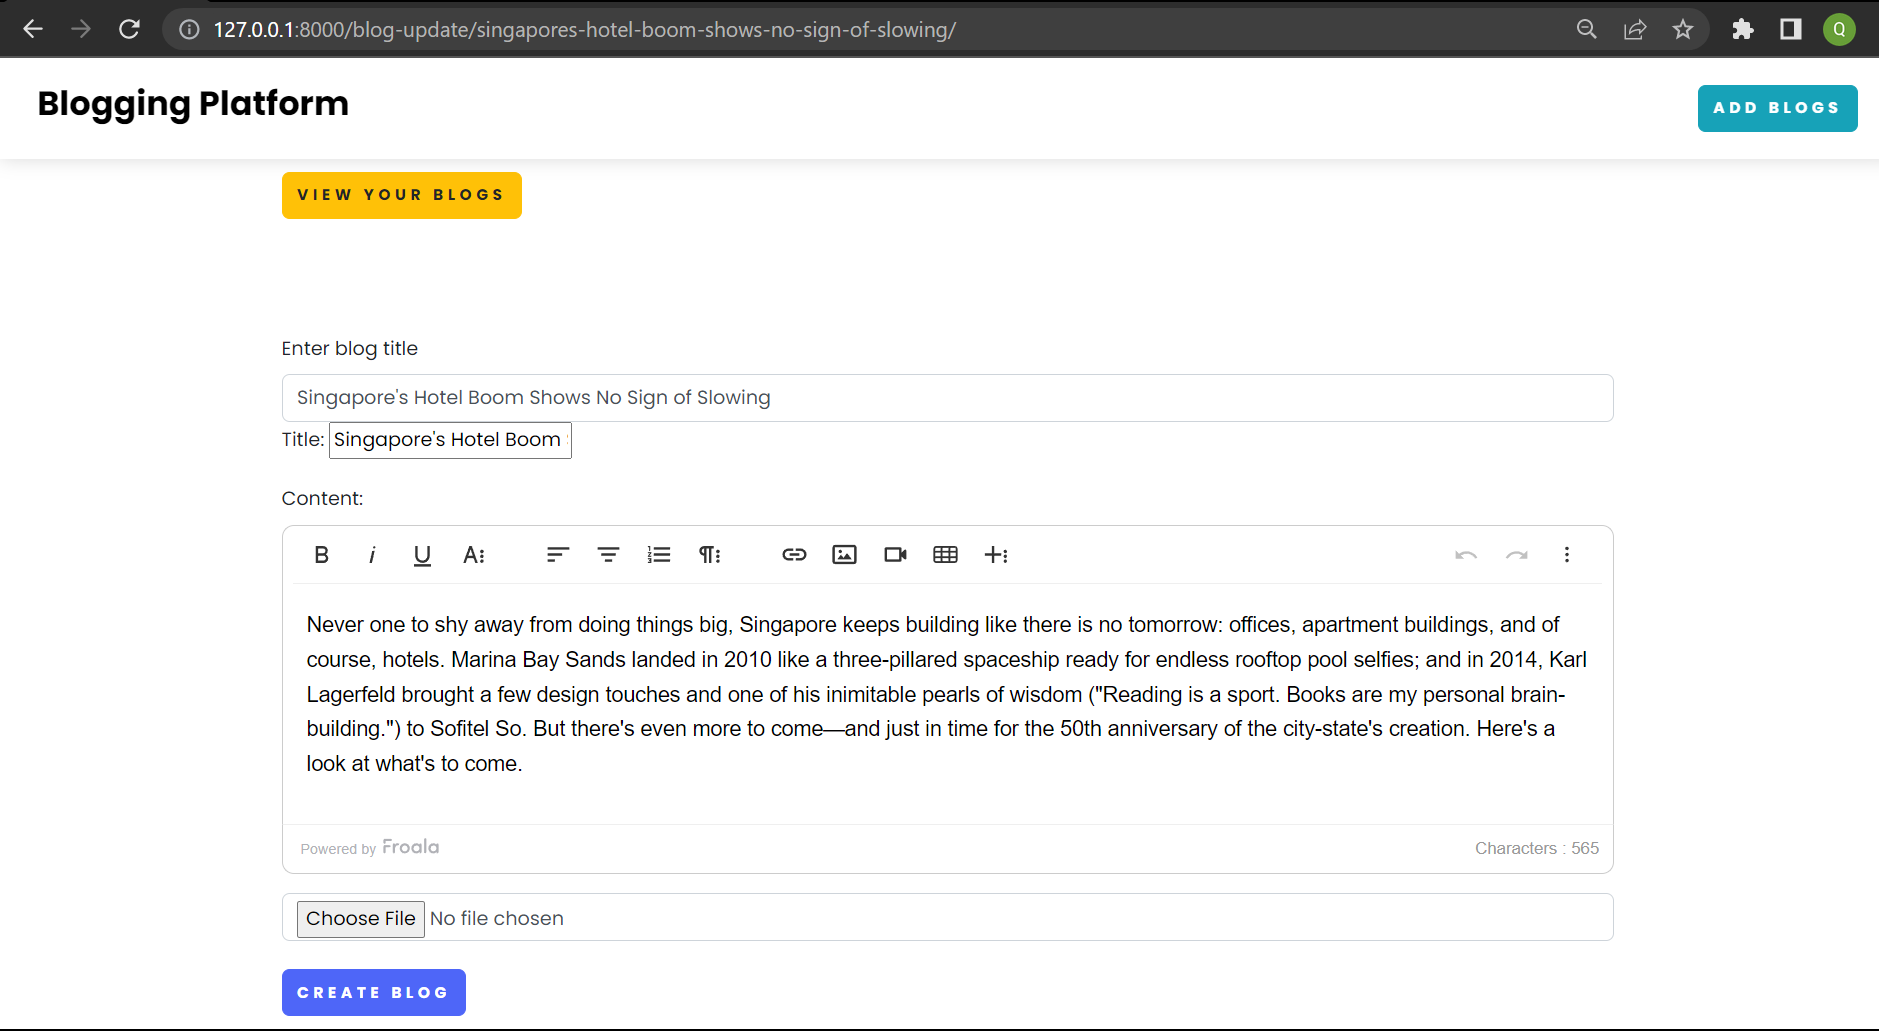 127.0.0.1:8000/blog-update/singapores-hotel-boom-shows-no-sign-of-slowing/
Q
Blogging Platform
ADD BLOGS
VIEW YOUR BLOGS
Enter blog title
Singapore's Hotel Boom Shows No Sign of Slowing
Title: Singapore's Hotel Boom
Content:
B i U A
Never one to shy away from doing things big, Singapore keeps building like there is no tomorrow: offices, apartment buildings, and of
course, hotels. Marina Bay Sands landed in 2010 like a three-pillared spaceship ready for endless rooftop pool selfies; and in 2014, Karl
Lagerfeld brought a few design touches and one of his inimitable pearls of wisdom ("Reading is a sport. Books are my personal brain-
building.") to Sofitel So. But there's even more to come—and just in time for the 50th anniversary of the city-state's creation. Here's a
look at what's to come.
Powered by Froala
Characters : 565
Choose File No file chosen
CREATE BLOG